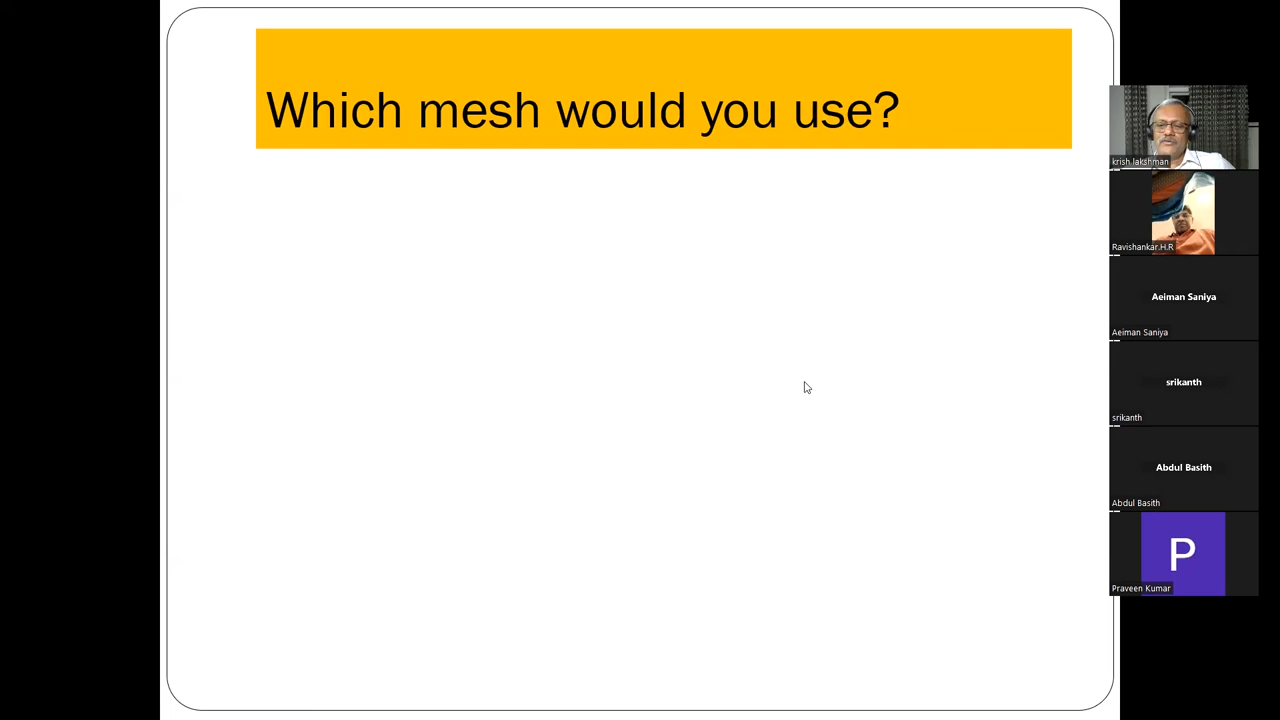 Which mesh would you use?
krish lakshman
Ravishankar.H.R
Aeiman Saniya
Aeiman Saniya
srikanth
srikanth
Abdul Basith
Abdul Basith
P
Praveen Kumar